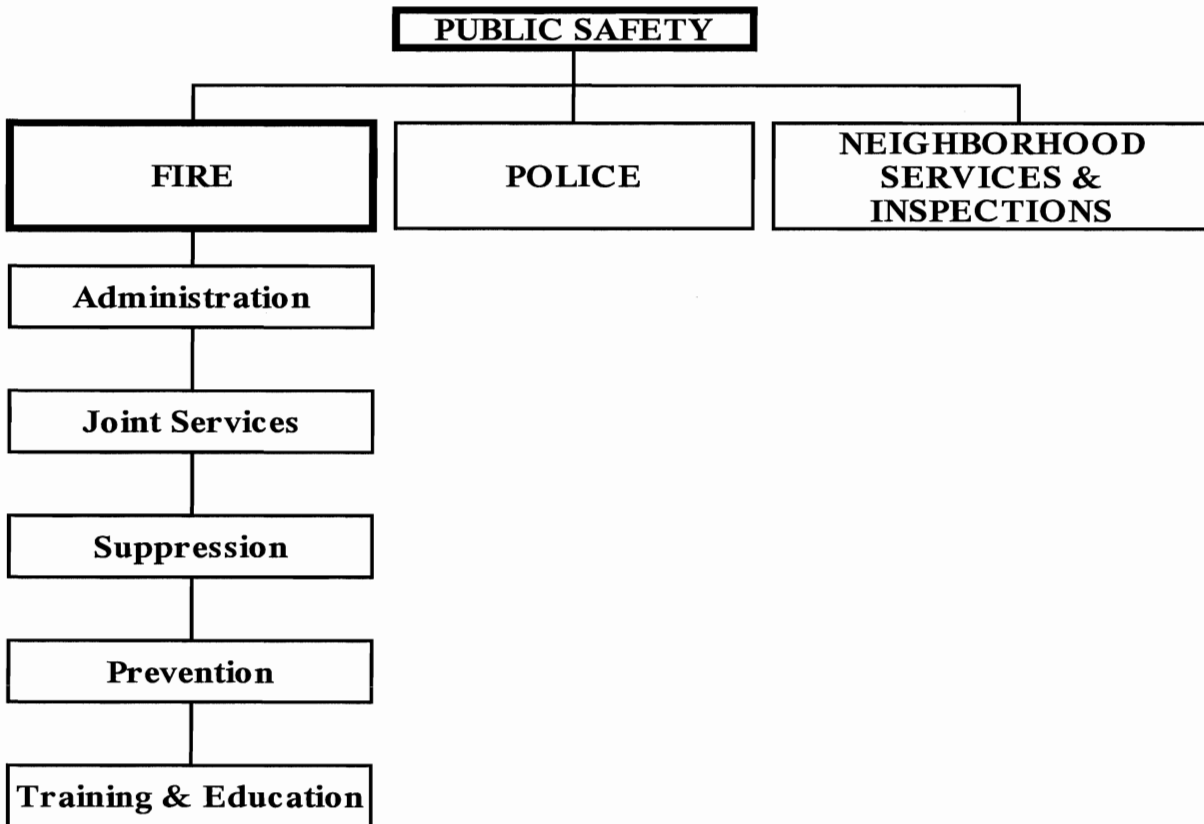 PUBLIC SAFETY
FIRE
POLICE
NEIGHBORHOOD
SERVICES &
INSPECTIONS
Administration
Joint Services
Suppression
Prevention
Training & Education